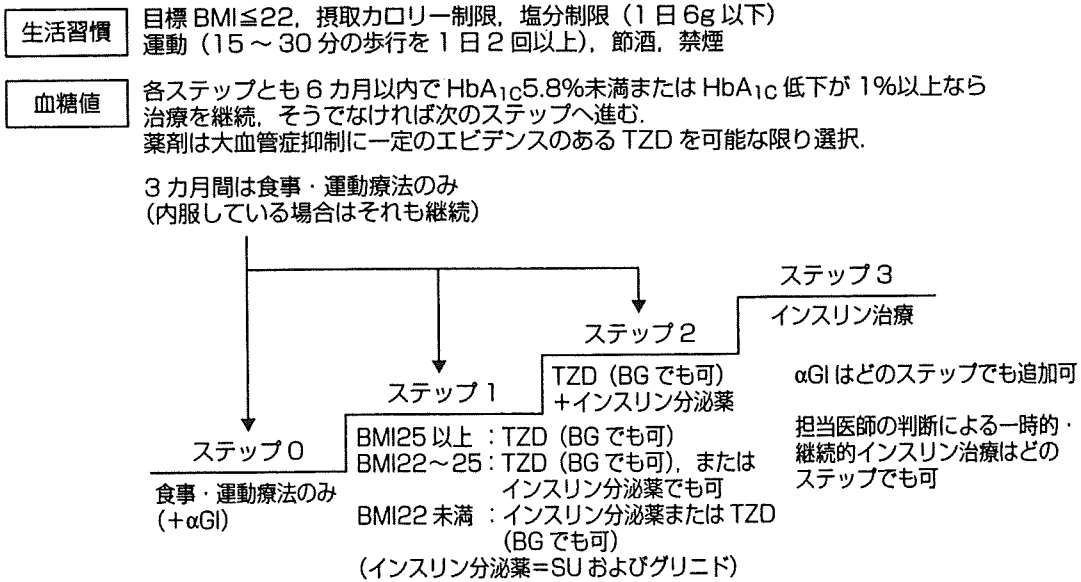 生活習慣
目標BMI≦22，摂取カロリー制限，塩分制限（1日6g以下）
運動（15～30分の歩行を1日2回以上），節酒，禁煙
血糖値
各ステップとも6カ月以内でHbA1C5.8%未満またはHbA1C低下が1%以上なら
治療を継続，そうでなければ次のステップへ進む．
薬剤は大血管症抑制に一定のエビデンスのあるTZDを可能な限り選択．
3カ月間は食事・運動療法のみ
（内服している場合はそれも継続）
ステップ3
インスリン治療
ステップ2
TZD（BGでも可）
＋インスリン分泌薬
ステップ1
BMI25以上：TZD（BGでも可）
BMI22～25：TZD（BGでも可），または
インスリン分泌薬でも可
BMI22未満：インスリン分泌薬またはTZD
（BGでも可）
（インスリン分泌薬＝SUおよびグリニド）
ステップ0
食事・運動療法のみ
（+αGI）
αGIはどのステップでも追加可
担当医師の判断による一時的・
継続的インスリン治療はどの
ステップでも可